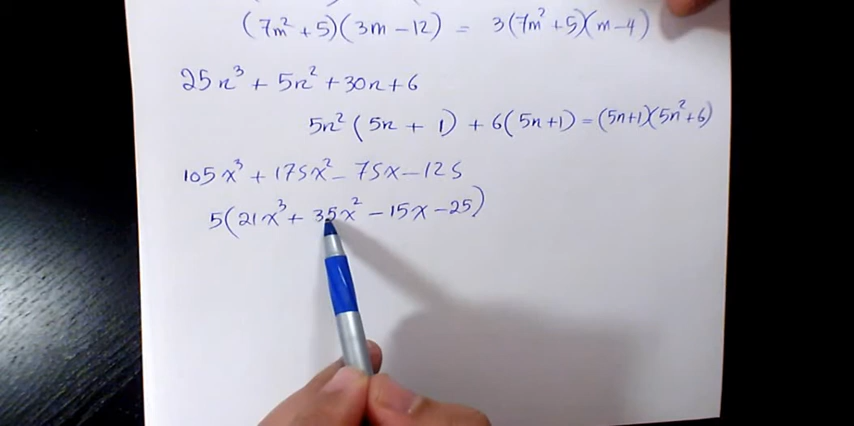 (7m² + 5)(3m − 12) = 3(7m² + 5)(m − 4)
25n³ + 5n² + 30n + 6
5n² (5n + 1) + 6(5n+1) = (5n+1)(5n²+6)
105x³ + 175x² − 75x − 125
5(21x³ + 35x² − 15x − 25)